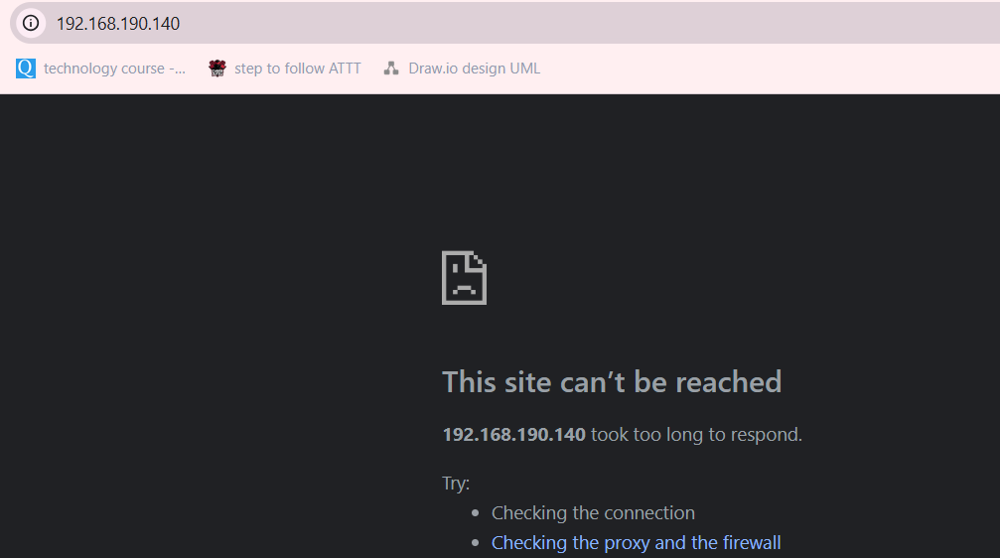 192.168.190.140
Q technology course -... step to follow ATTT Draw.io design UML
This site can’t be reached
192.168.190.140 took too long to respond.
Try:
• Checking the connection
• Checking the proxy and the firewall